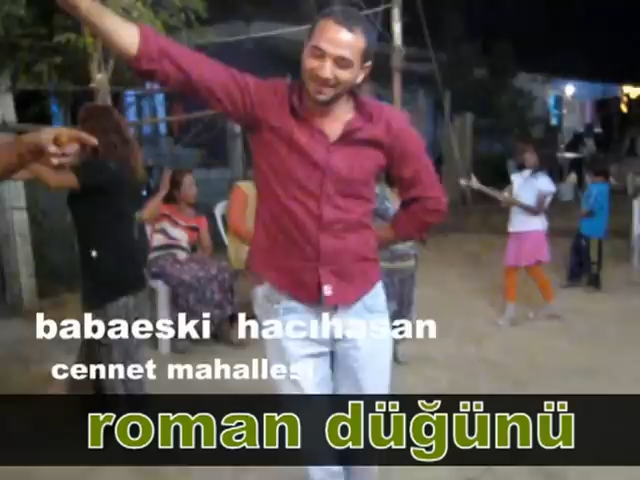 babaeski hacıhasan
cennet mahallesi
roman düğünü